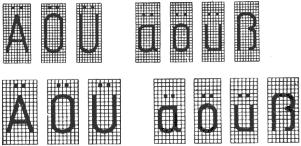 Ä Ö Ü ä ö ü ß
Ä Ö Ü ä ö ü ß